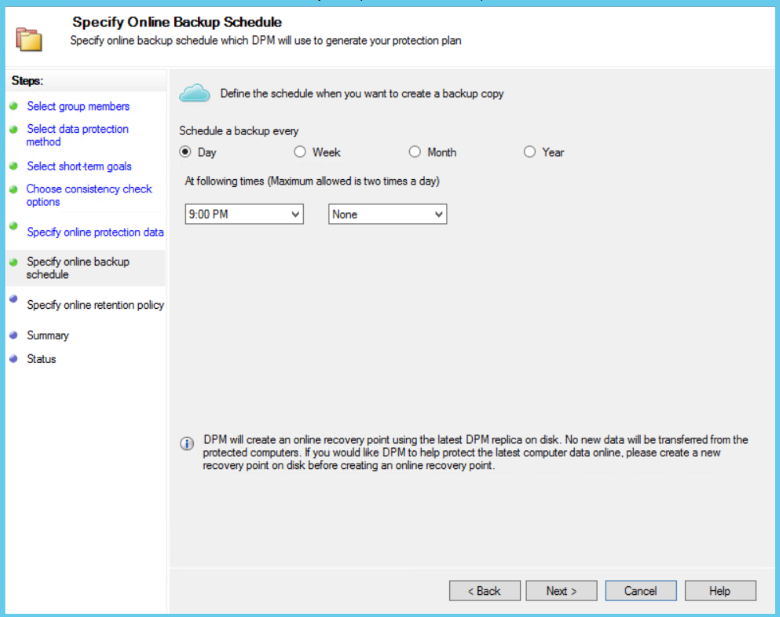 Specify Online Backup Schedule
Specify online backup schedule which DPM will use to generate your protection plan
Steps:
Select group members
Select data protection
method
Select short-term goals
Choose consistency check
options
Specify online protection data
Specify online backup
schedule
Specify online retention policy
Summary
Status
Define the schedule when you want to create a backup copy
Schedule a backup every
Day Week Month Year
At following times (Maximum allowed is two times a day)
9:00 PM None
DPM will create an online recovery point using the latest DPM replica on disk. No new data will be transferred from the
protected computers. If you would like DPM to help protect the latest computer data online, please create a new
recovery point on disk before creating an online recovery point.
< Back Next > Cancel Help